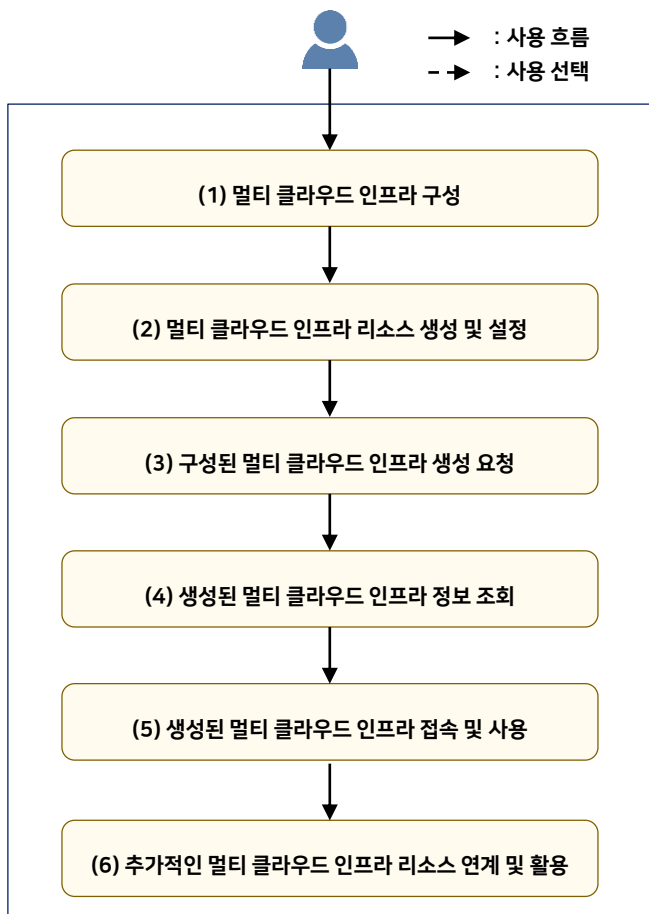 : 사용 흐름
: 사용 선택
(1) 멀티 클라우드 인프라 구성
(2) 멀티 클라우드 인프라 리소스 생성 및 설정
(3) 구성된 멀티 클라우드 인프라 생성 요청
(4) 생성된 멀티 클라우드 인프라 정보 조회
(5) 생성된 멀티 클라우드 인프라 접속 및 사용
(6) 추가적인 멀티 클라우드 인프라 리소스 연계 및 활용